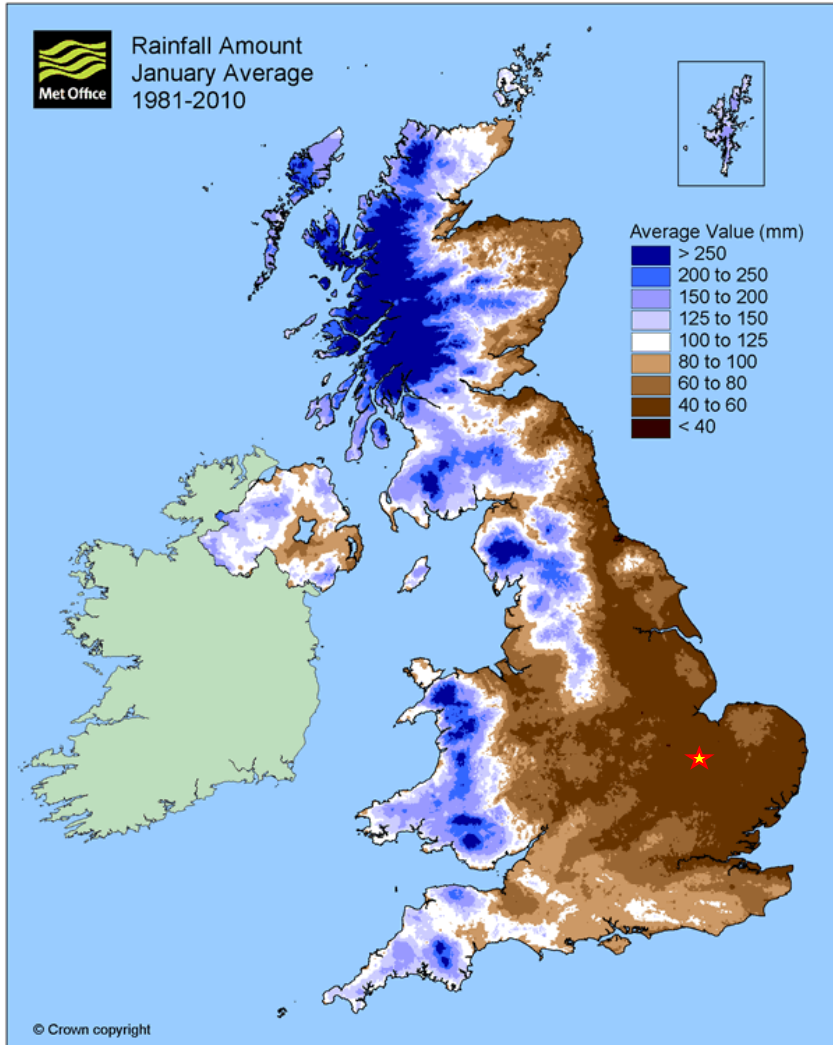 Met Office
Rainfall Amount
January Average
1981-2010
Average Value (mm)
> 250
200 to 250
150 to 200
125 to 150
100 to 125
80 to 100
60 to 80
40 to 60
< 40
© Crown copyright